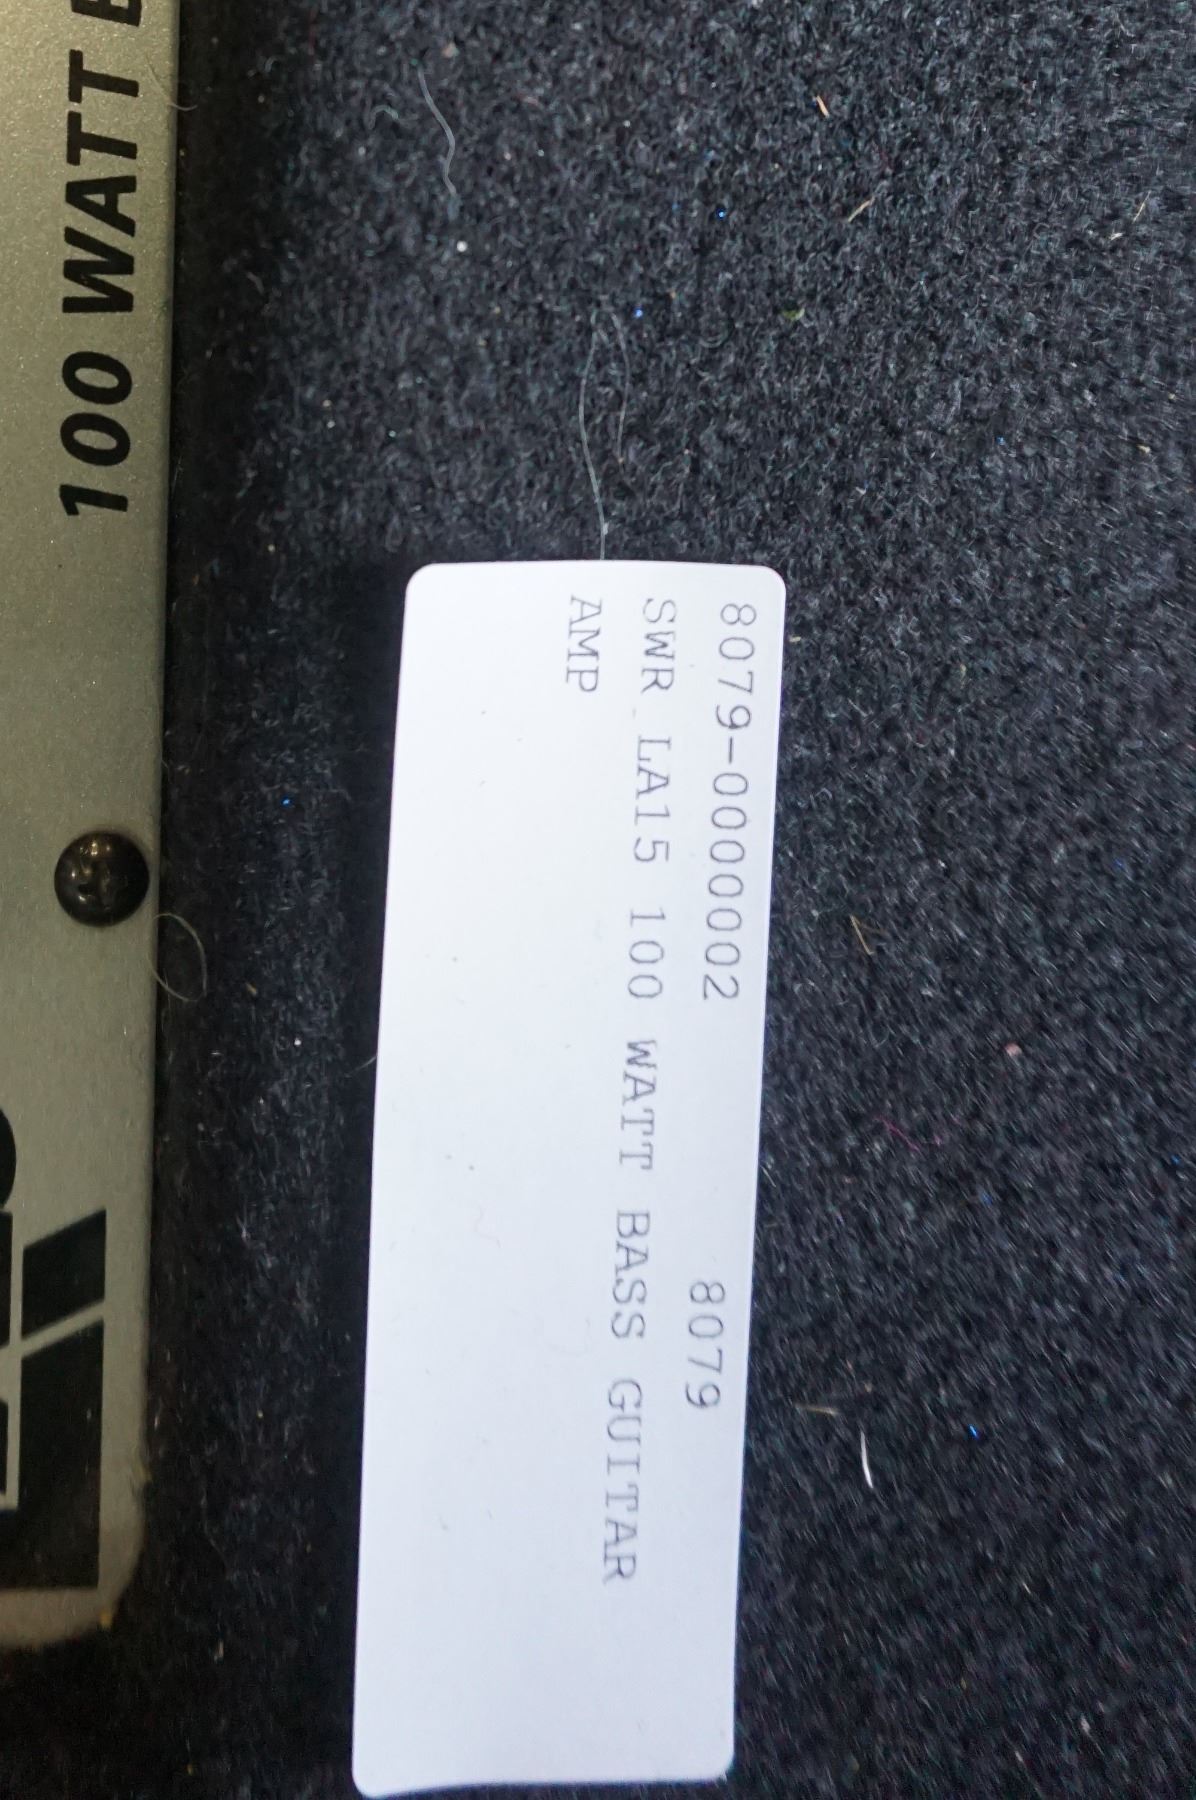 100 WATT B
8079-0000002 8079
SWR LA15 100 WATT BASS GUITAR
AMP